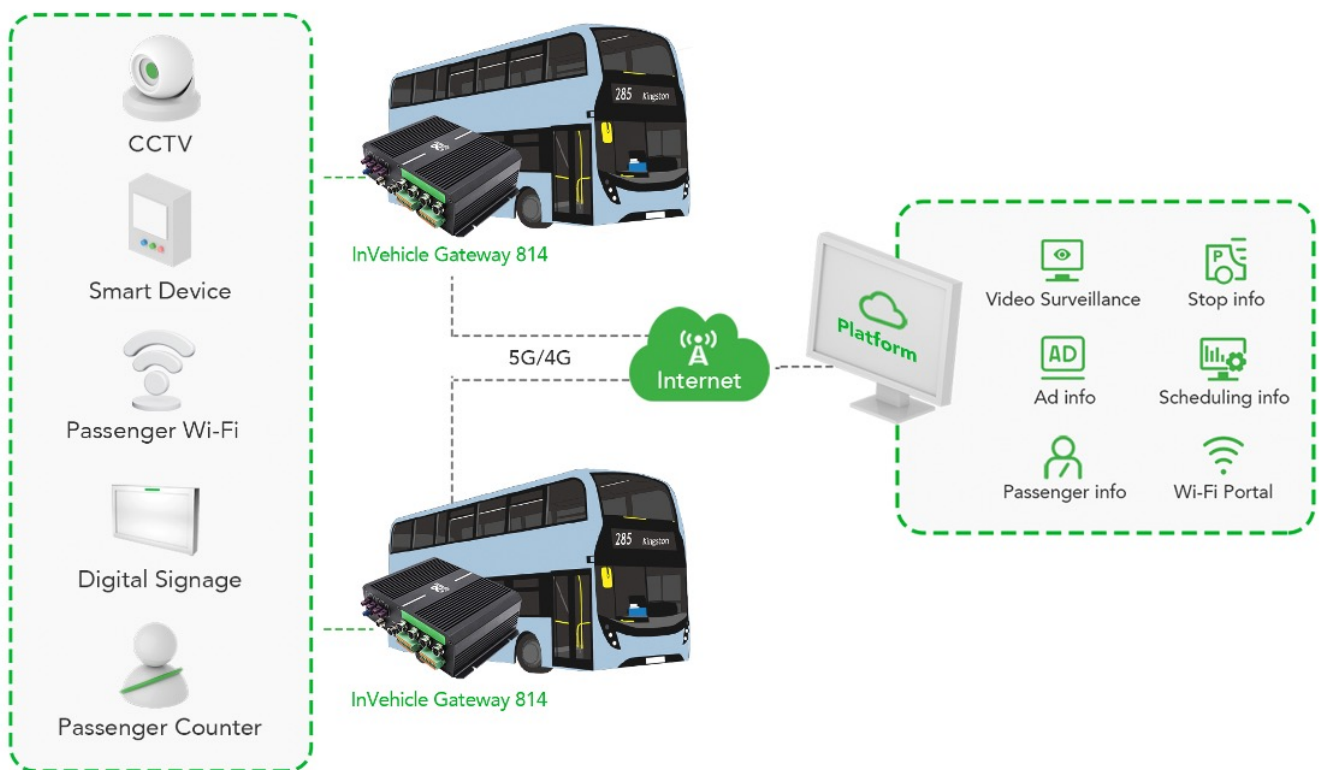 CCTV
Smart Device
Passenger Wi-Fi
Digital Signage
Passenger Counter
285 Kingston
InVehicle Gateway 814
5G/4G
285 Kingston
InVehicle Gateway 814
Internet
Platform
Video Surveillance
P
Stop info
AD
Ad info
Scheduling info
Passenger info
Wi-Fi Portal